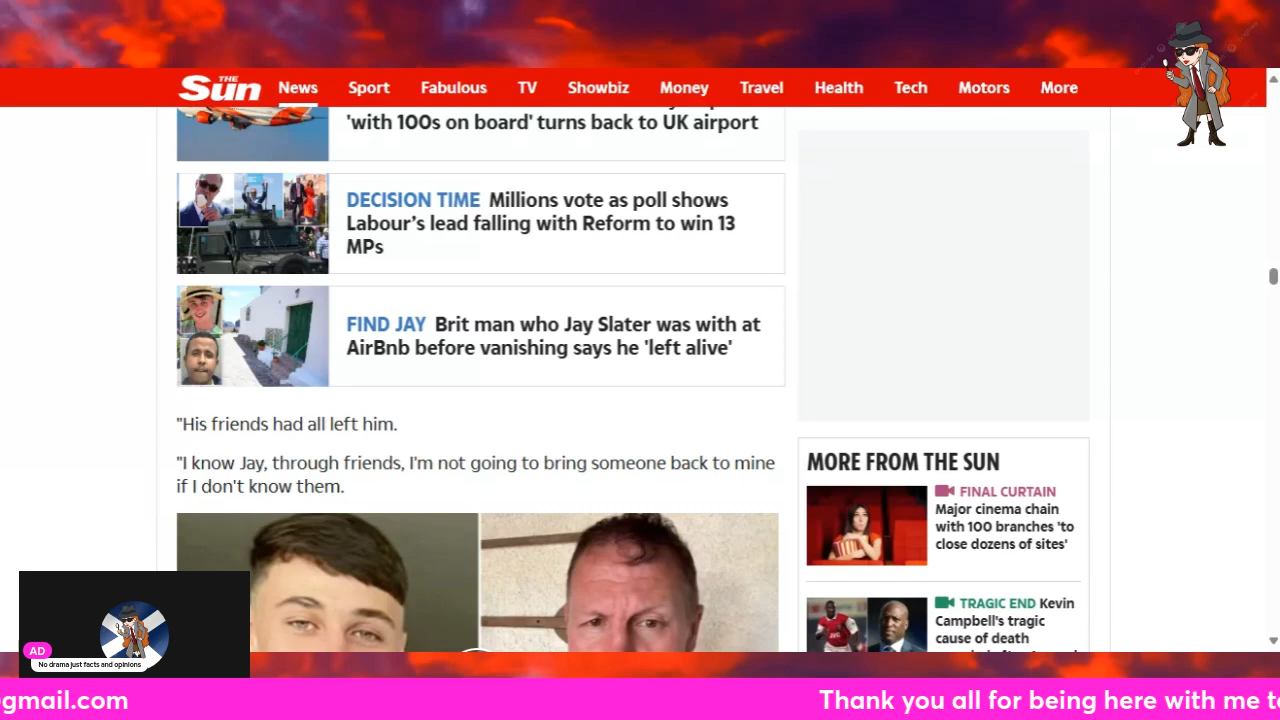 THE
Sun
News
Sport
Fabulous
TV
Showbiz
Money
Travel
Health
Tech
Motors
More
'with 100s on board' turns back to UK airport
DECISION TIME Millions vote as poll shows
Labour's lead falling with Reform to win 13
MPs
FIND JAY Brit man who Jay Slater was with at
AirBnb before vanishing says he 'left alive'
"His friends had all left him.
"I know Jay, through friends, I'm not going to bring someone back to mine
if I don't know them.
MORE FROM THE SUN
FINAL CURTAIN
Major cinema chain
with 100 branches 'to
close dozens of sites'
TRAGIC END Kevin
Campbell's tragic
cause of death
AD
No drama just facts and opinions
gmail.com
Thank you all for being here with me